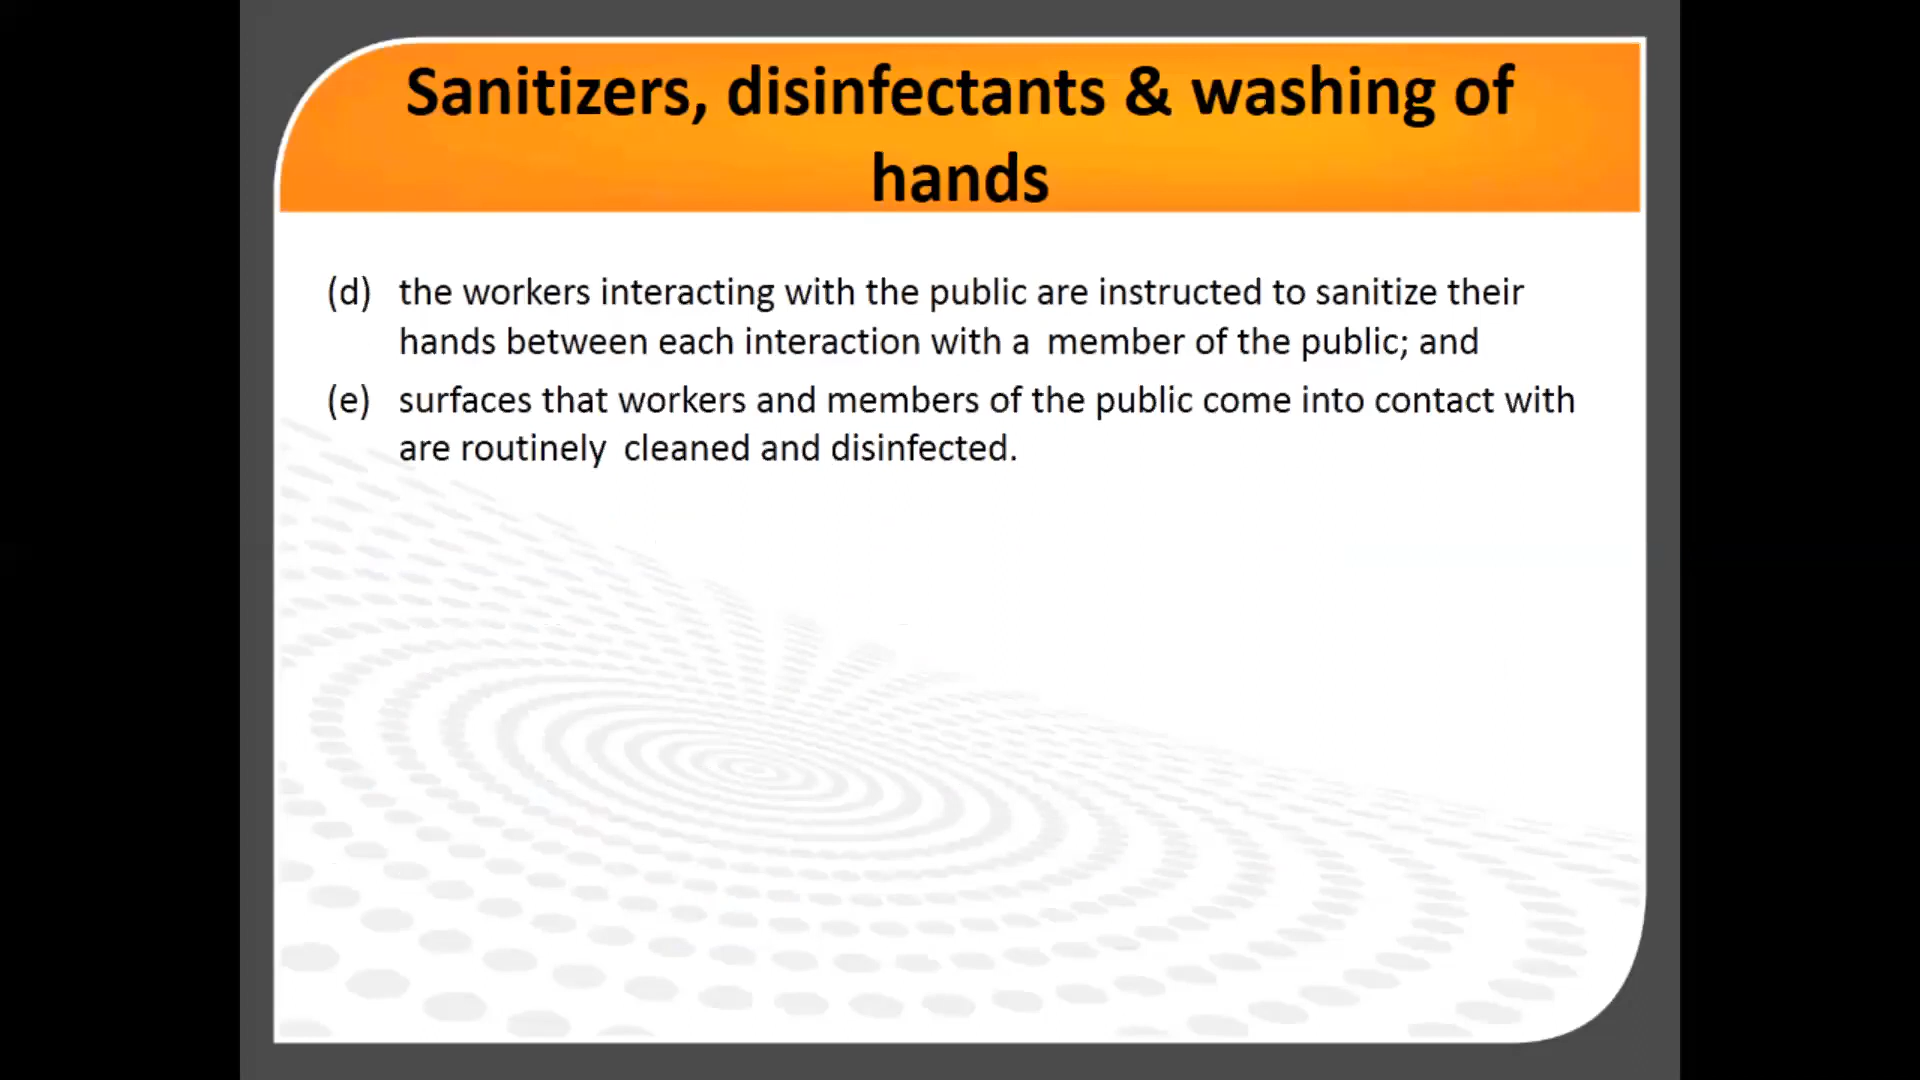 Sanitizers, disinfectants & washing of
hands
(d) the workers interacting with the public are instructed to sanitize their
hands between each interaction with a member of the public; and
(e) surfaces that workers and members of the public come into contact with
are routinely cleaned and disinfected.